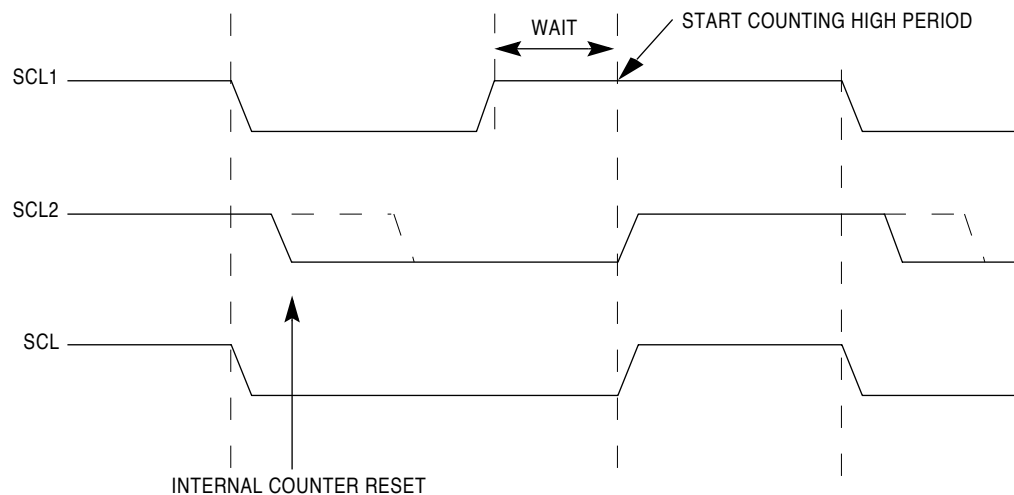 START COUNTING HIGH PERIOD
WAIT
SCL1
SCL2
SCL
INTERNAL COUNTER RESET